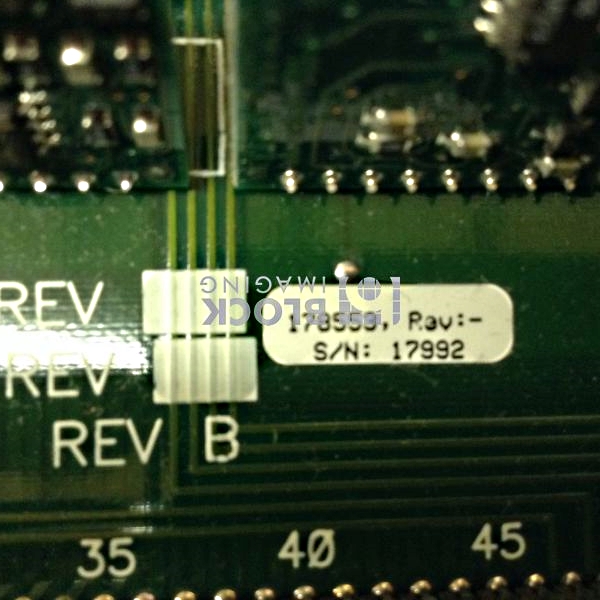 REV
IMAGING
BLOCK
178559, Rev:-
S/N: 17992
REV
REV B
35 40 45